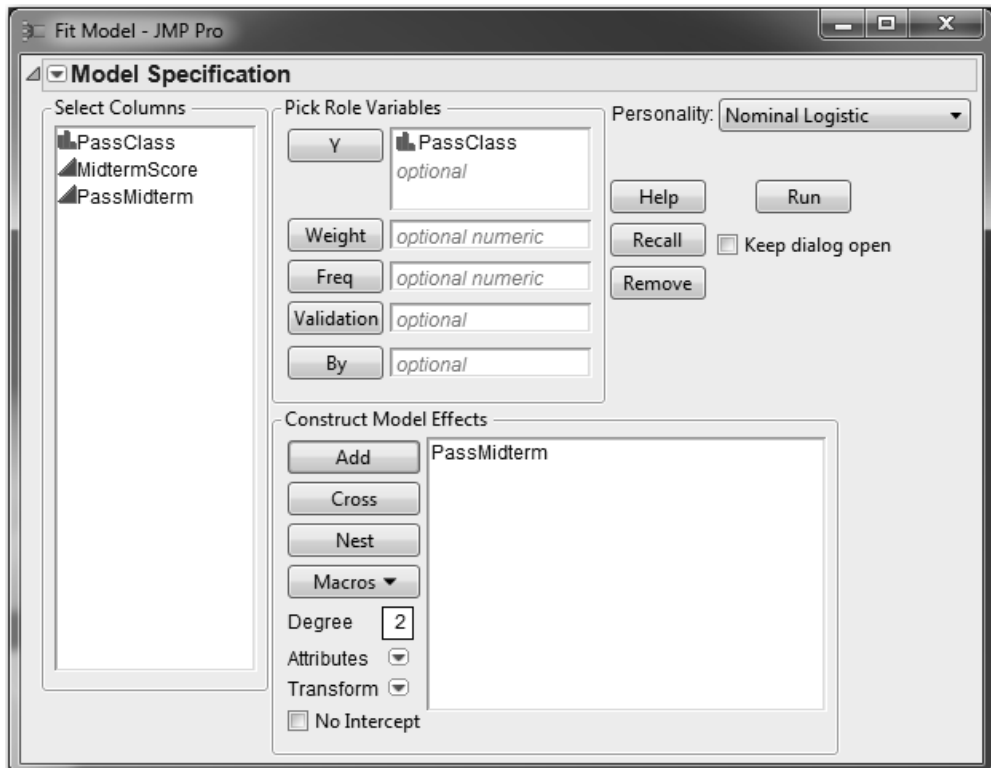 Fit Model - JMP Pro
Model Specification
Select Columns
PassClass
MidtermScore
PassMidterm
Pick Role Variables
Y
PassClass
optional
Weight
optional numeric
Freq
optional numeric
Validation
optional
By
optional
Personality:
Nominal Logistic
Help
Run
Recall
Keep dialog open
Remove
Construct Model Effects
Add
PassMidterm
Cross
Nest
Macros
Degree
2
Attributes
Transform
No Intercept